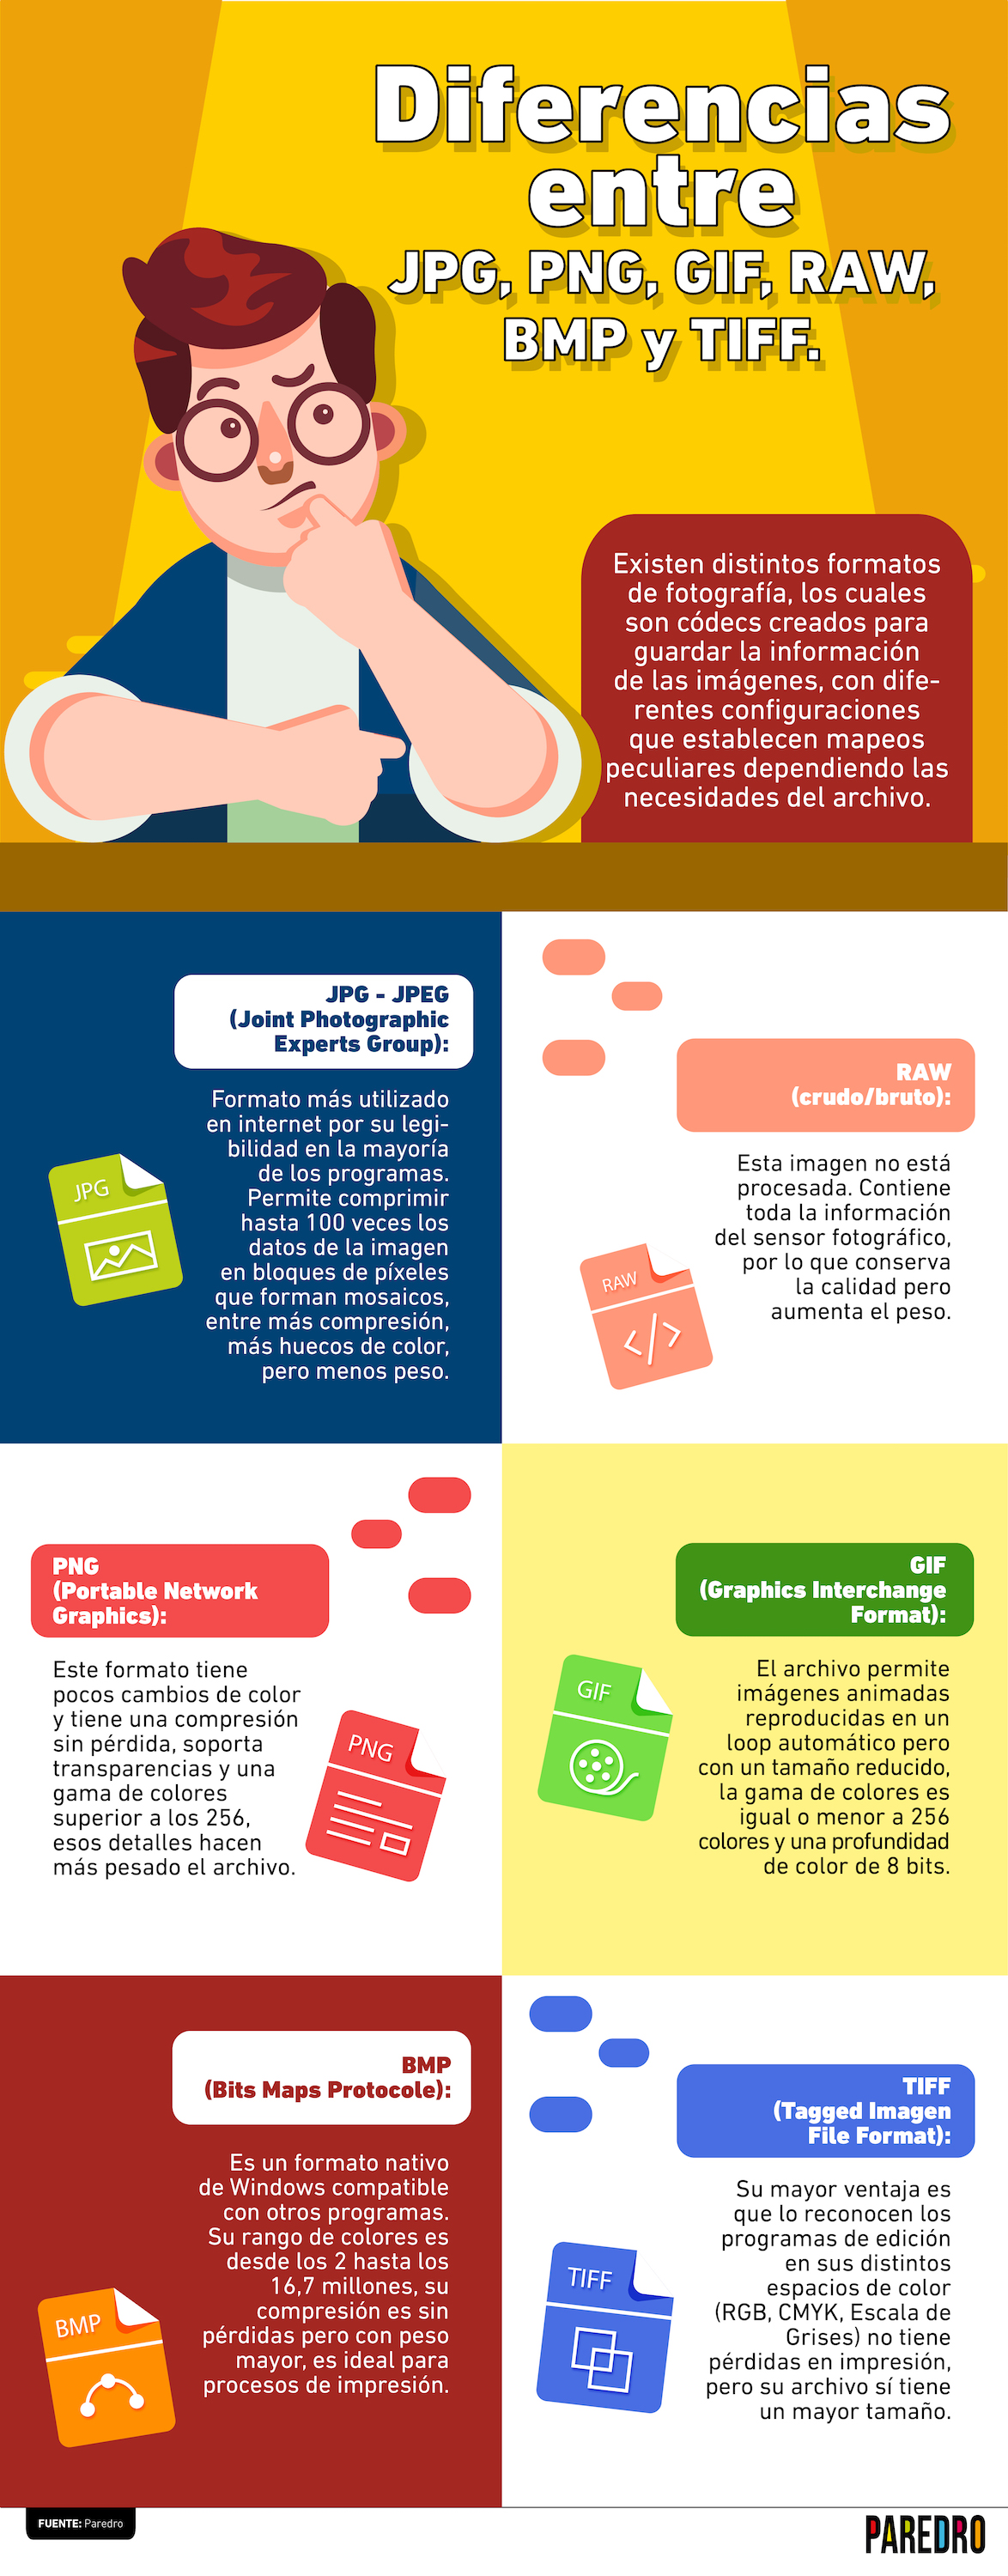 Diferencias
entre
JPG, PNG, GIF, RAW,
BMP y TIFF.
Existen distintos formatos
de fotografía, los cuales
son códecs creados para
guardar la información
de las imágenes, con dife-
rentes configuraciones
que establecen mapeos
peculiares dependiendo las
necesidades del archivo.
JPG - JPEG
(Joint Photographic
Experts Group):
Formato más utilizado
en internet por su legi-
bilidad en la mayoría
de los programas.
Permite comprimir
hasta 100 veces los
datos de la imagen
en bloques de píxeles
que forman mosaicos,
entre más compresión,
más huecos de color,
pero menos peso.
JPG
RAW
(crudo/bruto):
Esta imagen no está
procesada. Contiene
toda la información
del sensor fotográfico,
por lo que conserva
la calidad pero
aumenta el peso.
RAW
</>
PNG
(Portable Network
Graphics):
Este formato tiene
pocos cambios de color
y tiene una compresión
sin pérdida, soporta
transparencias y una
gama de colores
superior a los 256,
esos detalles hacen
más pesado el archivo.
PNG
GIF
(Graphics Interchange
Format):
El archivo permite
imágenes animadas
reproducidas en un
loop automático pero
con un tamaño reducido,
la gama de colores es
igual o menor a 256
colores y una profundidad
de color de 8 bits.
GIF
BMP
(Bits Maps Protocole):
Es un formato nativo
de Windows compatible
con otros programas.
Su rango de colores es
desde los 2 hasta los
16,7 millones, su
compresión es sin
pérdidas pero con peso
mayor, es ideal para
procesos de impresión.
BMP
TIFF
(Tagged Imagen
File Format):
Su mayor ventaja es
que lo reconocen los
programas de edición
en sus distintos
espacios de color
(RGB, CMYK, Escala de
Grises) no tiene
pérdidas en impresión,
pero su archivo sí tiene
un mayor tamaño.
TIFF
FUENTE: Paredro
PAREDRO